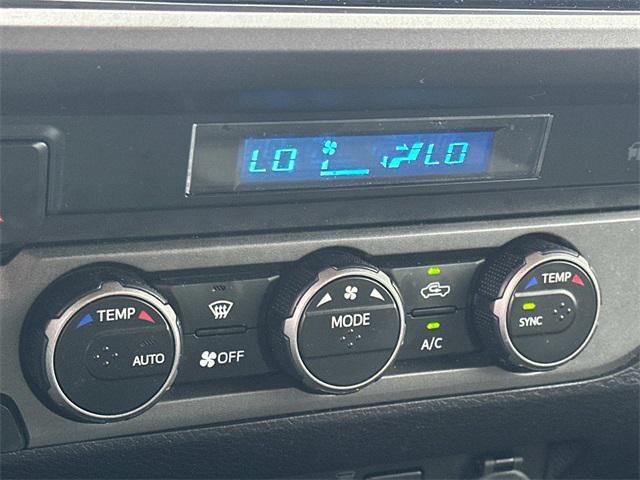 LO LO
TEMP
AUTO
OFF
MODE
A/C
TEMP
SYNC